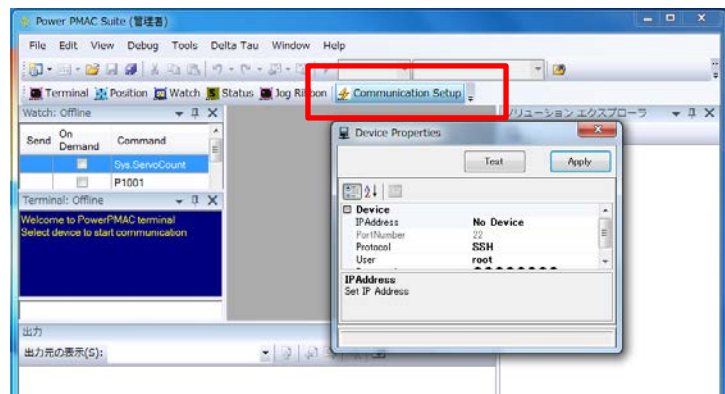 Power PMAC Suite (管理者)
File Edit View Debug Tools Delta Tau Window Help
Terminal Position Watch Status Jog Ribbon Communication Setup
Watch: Offline
ソリューション エクスプローラ
Send On Demand Command
Sys.ServoCount
P1001
Terminal: Offline
Welcome to PowerPMAC terminal
Select device to start communication
Device Properties
Test Apply
Device
IPAddress No Device
PortNumber 22
Protocol SSH
User root
IPAddress
Set IP Address
出力
出力元の表示(S):